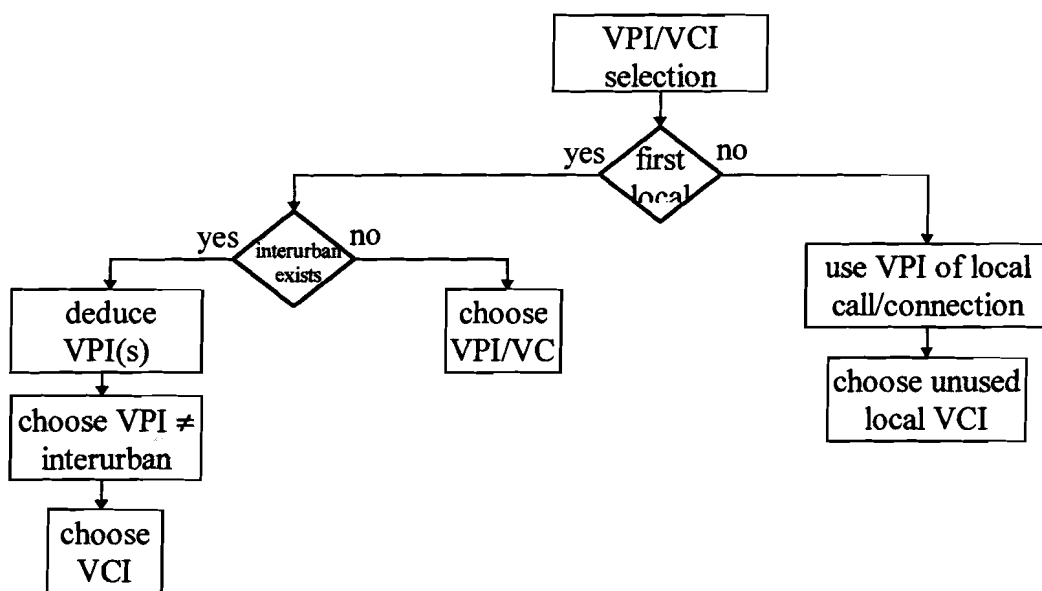 VPI/VCI
selection
yes
first
local
no
yes
interurban
exists
no
use VPI of local
call/connection
deduce
VPI(s)
choose
VPI/VC
choose unused
local VCI
choose VPI ≠
interurban
choose
VCI